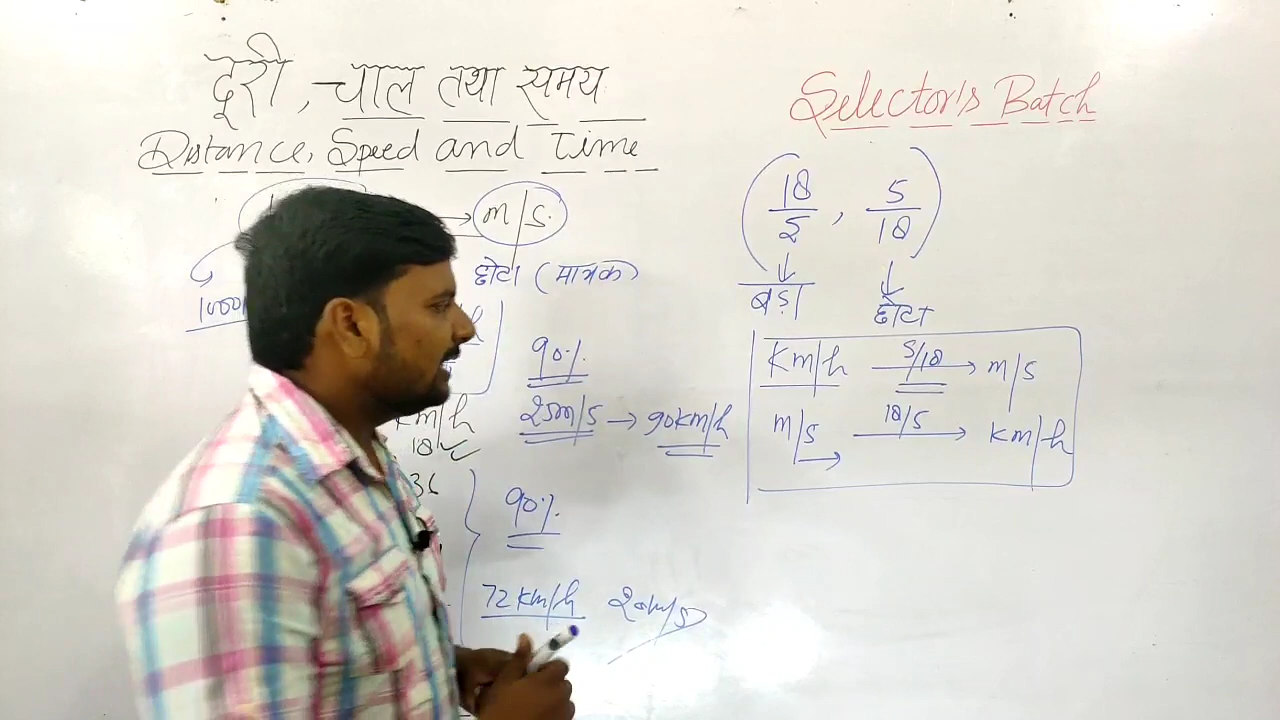 दूरी, चाल तथा समय
Distance, Speed and Time
Selector's Batch
m/s.
छोटा (मात्रक)
1000
90%
25m/s → 90km/h
km/h
18
36
90%
72 km/h 20m/s
18/5 , 5/18
बड़ा छोटा
Km/h 5/18 → m/s
m/s 18/5 → km/h